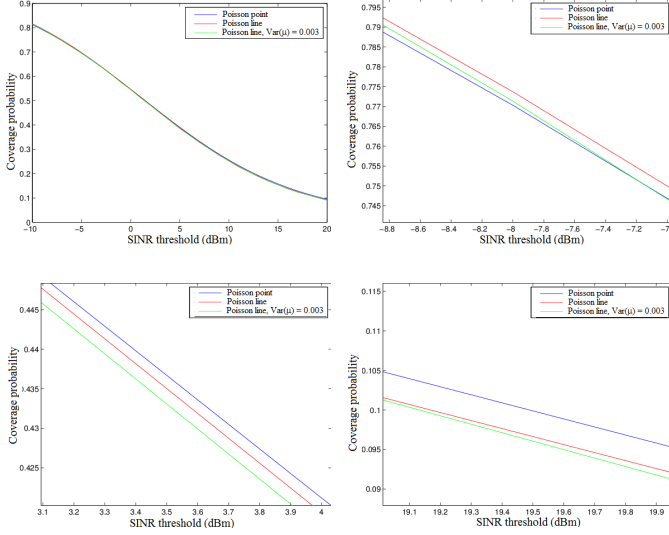 Poisson point
Poisson line
Poisson line, Var(μ) = 0.003
Coverage probability
0.9
0.8
0.7
0.6
0.5
0.4
0.3
0.2
0.1
0
−10 −5 0 5 10 15 20
SINR threshold (dBm)
Poisson point
Poisson line
Poisson line, Var(μ) = 0.003
Coverage probability
0.795
0.79
0.785
0.78
0.775
0.77
0.765
0.76
0.755
0.75
0.745
−8.8 −8.6 −8.4 −8.2 −8 −7.8 −7.6 −7.4 −7.2 −7
SINR threshold (dBm)
Poisson point
Poisson line
Poisson line, Var(μ) = 0.003
Coverage probability
0.445
0.44
0.435
0.43
0.425
3.1 3.2 3.3 3.4 3.5 3.6 3.7 3.8 3.9 4
SINR threshold (dBm)
Poisson point
Poisson line
Poisson line, Var(μ) = 0.003
Coverage probability
0.115
0.11
0.105
0.1
0.095
0.09
19.1 19.2 19.3 19.4 19.5 19.6 19.7 19.8 19.9
SINR threshold (dBm)